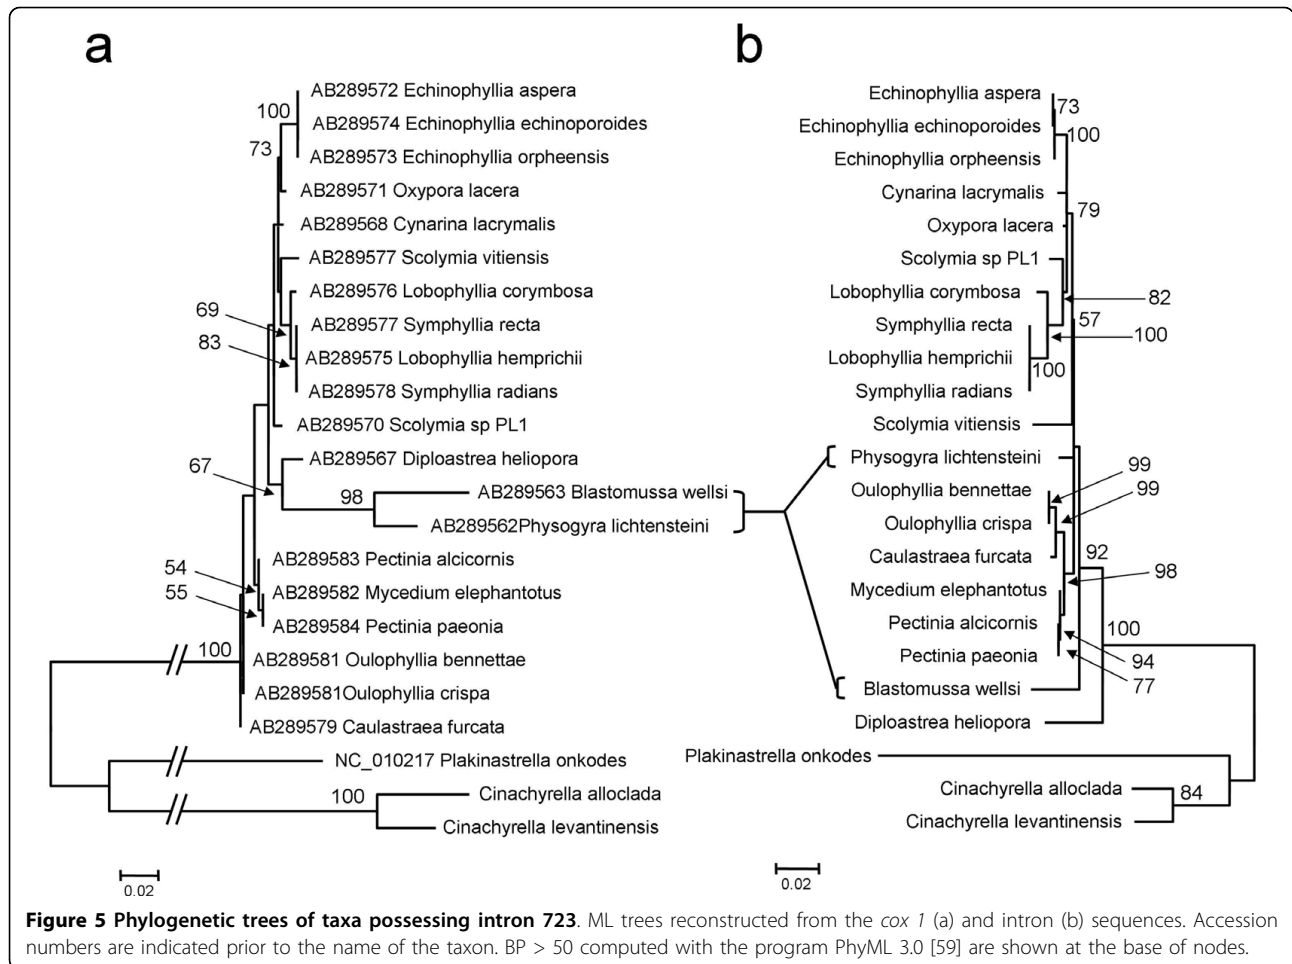 a
b
100
AB289572 Echinophyllia aspera
AB289574 Echinophyllia echinoporoides
73
AB289573 Echinophyllia orpheensis
AB289571 Oxypora lacera
AB289568 Cynarina lacrymalis
AB289577 Scolymia vitiensis
AB289576 Lobophyllia corymbosa
69
AB289577 Symphyllia recta
83
AB289575 Lobophyllia hemprichii
AB289578 Symphyllia radians
AB289570 Scolymia sp PL1
67
AB289567 Diploastrea heliopora
98
AB289563 Blastomussa wellsi
AB289562Physogyra lichtensteini
AB289583 Pectinia alcicornis
54
AB289582 Mycedium elephantotus
55
AB289584 Pectinia paeonia
100
AB289581 Oulophyllia bennettae
AB289581Oulophyllia crispa
AB289579 Caulastraea furcata
NC_010217 Plakinastrella onkodes
100
Cinachyrella alloclada
Cinachyrella levantinensis
0.02
Echinophyllia aspera
73
Echinophyllia echinoporoides
100
Echinophyllia orpheensis
Cynarina lacrymalis
79
Oxypora lacera
Scolymia sp PL1
Lobophyllia corymbosa
82
Symphyllia recta
57
100
Lobophyllia hemprichii
100
Symphyllia radians
Scolymia vitiensis
Physogyra lichtensteini
99
Oulophyllia bennettae
99
Oulophyllia crispa
Caulastraea furcata
92
98
Mycedium elephantotus
Pectinia alcicornis
100
Pectinia paeonia
94
77
Blastomussa wellsi
Diploastrea heliopora
Plakinastrella onkodes
Cinachyrella alloclada
84
Cinachyrella levantinensis
0.02
Figure 5 Phylogenetic trees of taxa possessing intron 723. ML trees reconstructed from the cox 1 (a) and intron (b) sequences. Accession
numbers are indicated prior to the name of the taxon. BP > 50 computed with the program PhyML 3.0 [59] are shown at the base of nodes.